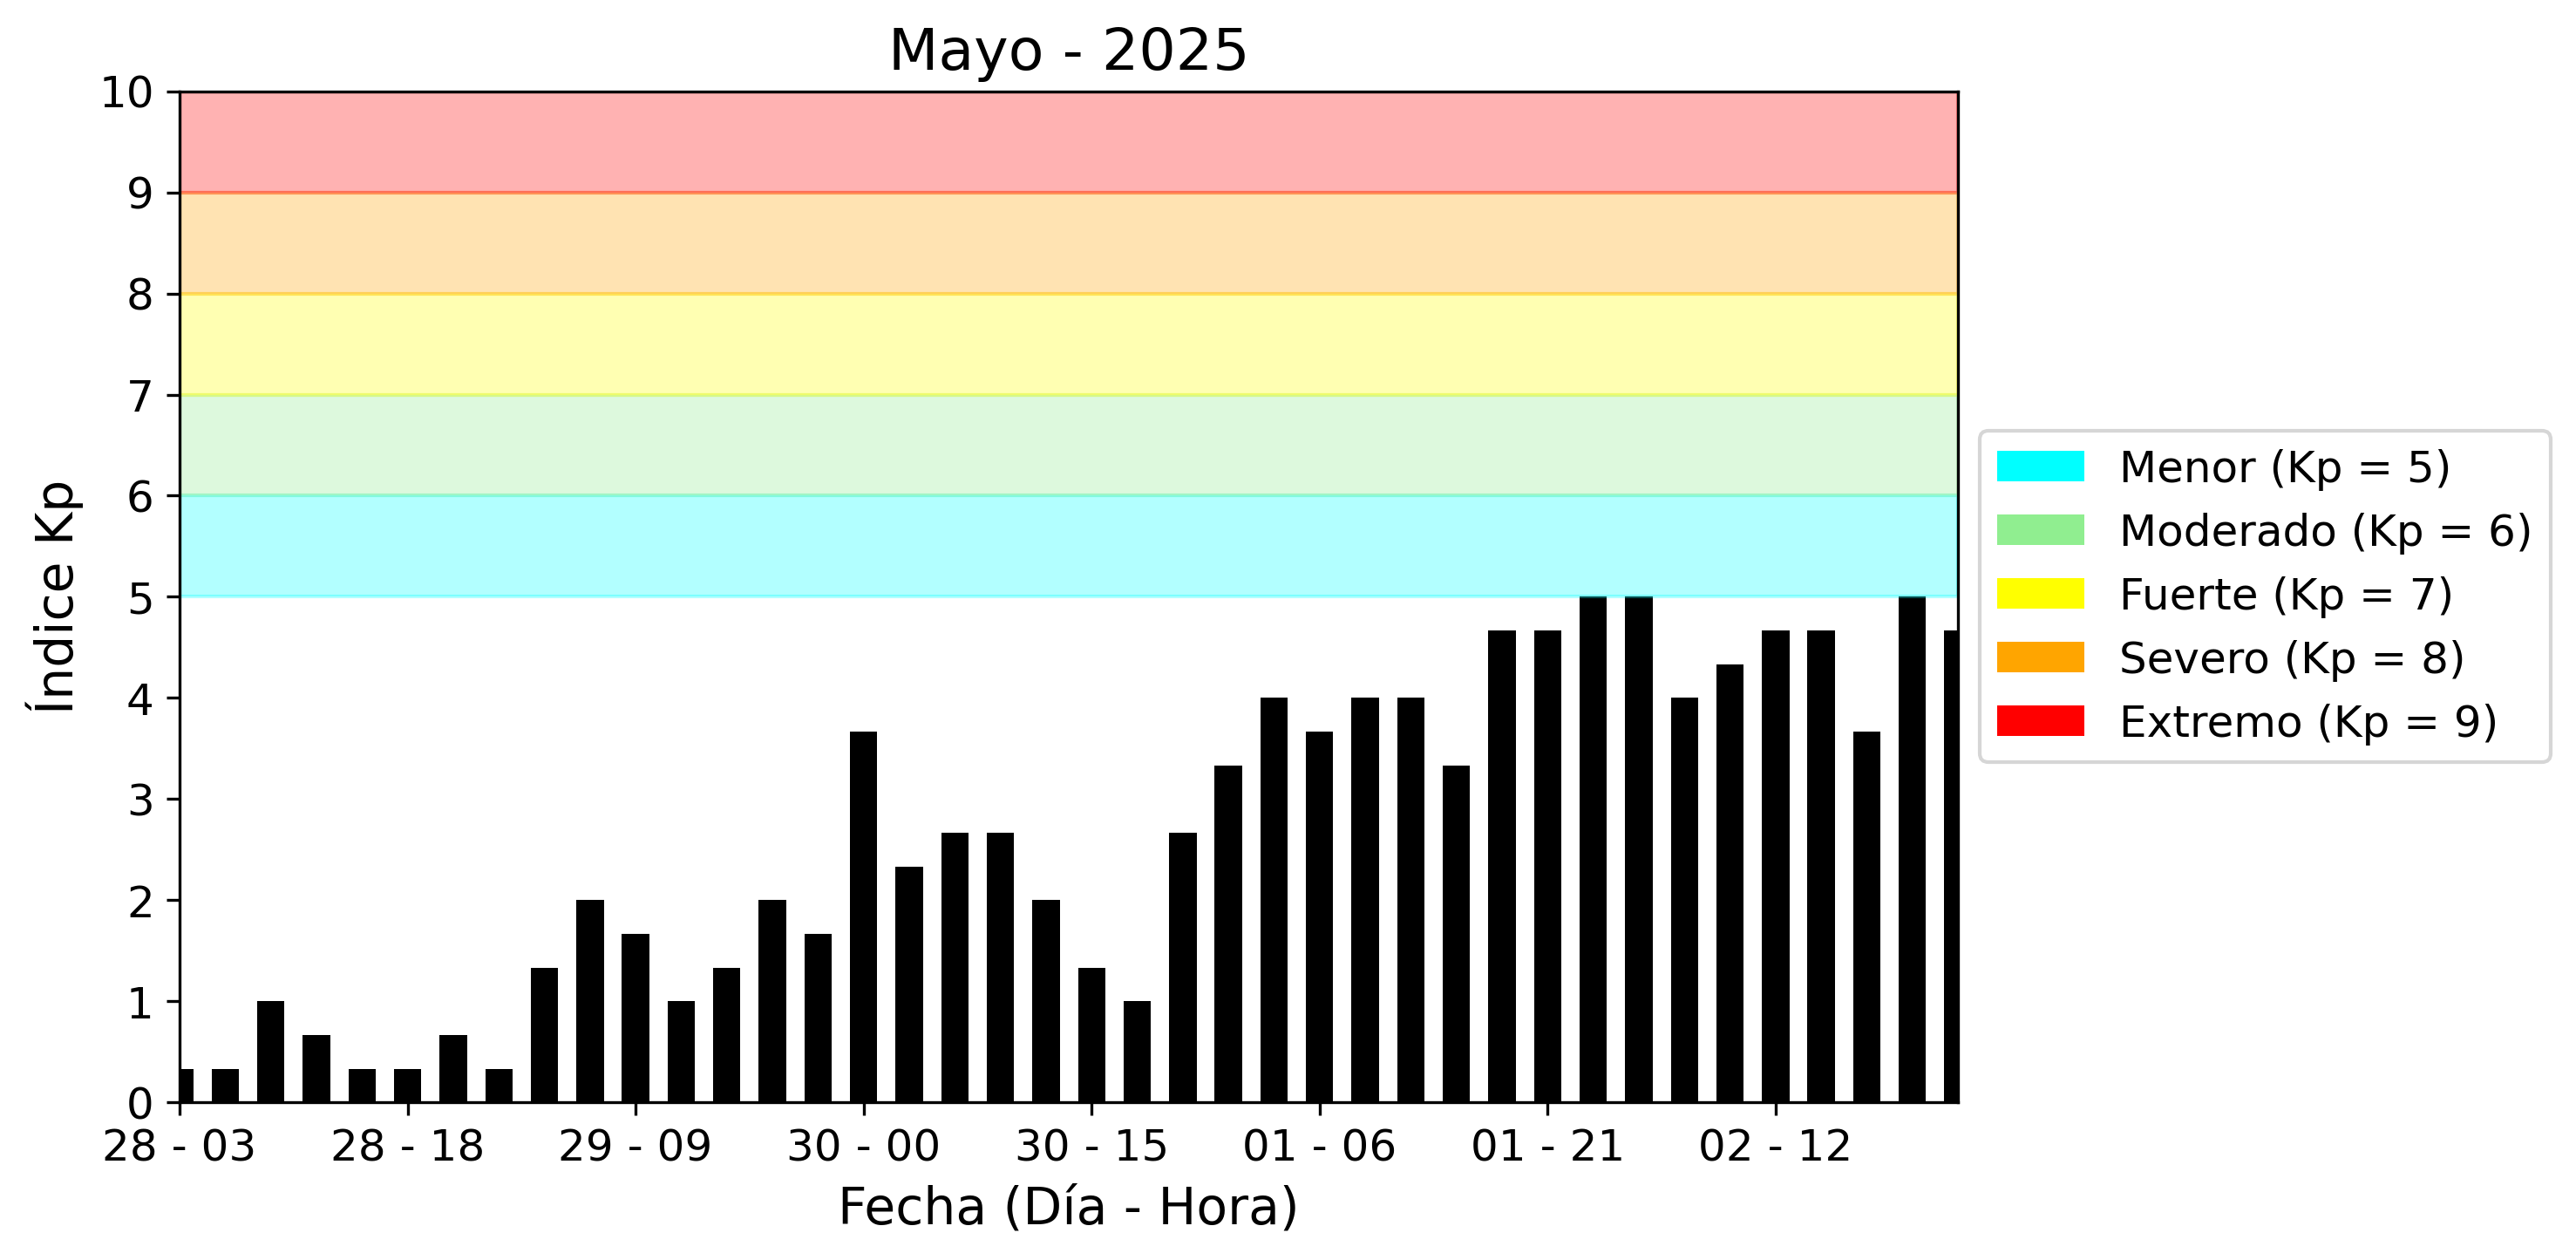 Mayo - 2025
10
9
8
7
6
5
4
3
2
1
0
Índice Kp
28 - 03
28 - 18
29 - 09
30 - 00
30 - 15
01 - 06
01 - 21
02 - 12
Fecha (Día - Hora)
Menor (Kp = 5)
Moderado (Kp = 6)
Fuerte (Kp = 7)
Severo (Kp = 8)
Extremo (Kp = 9)